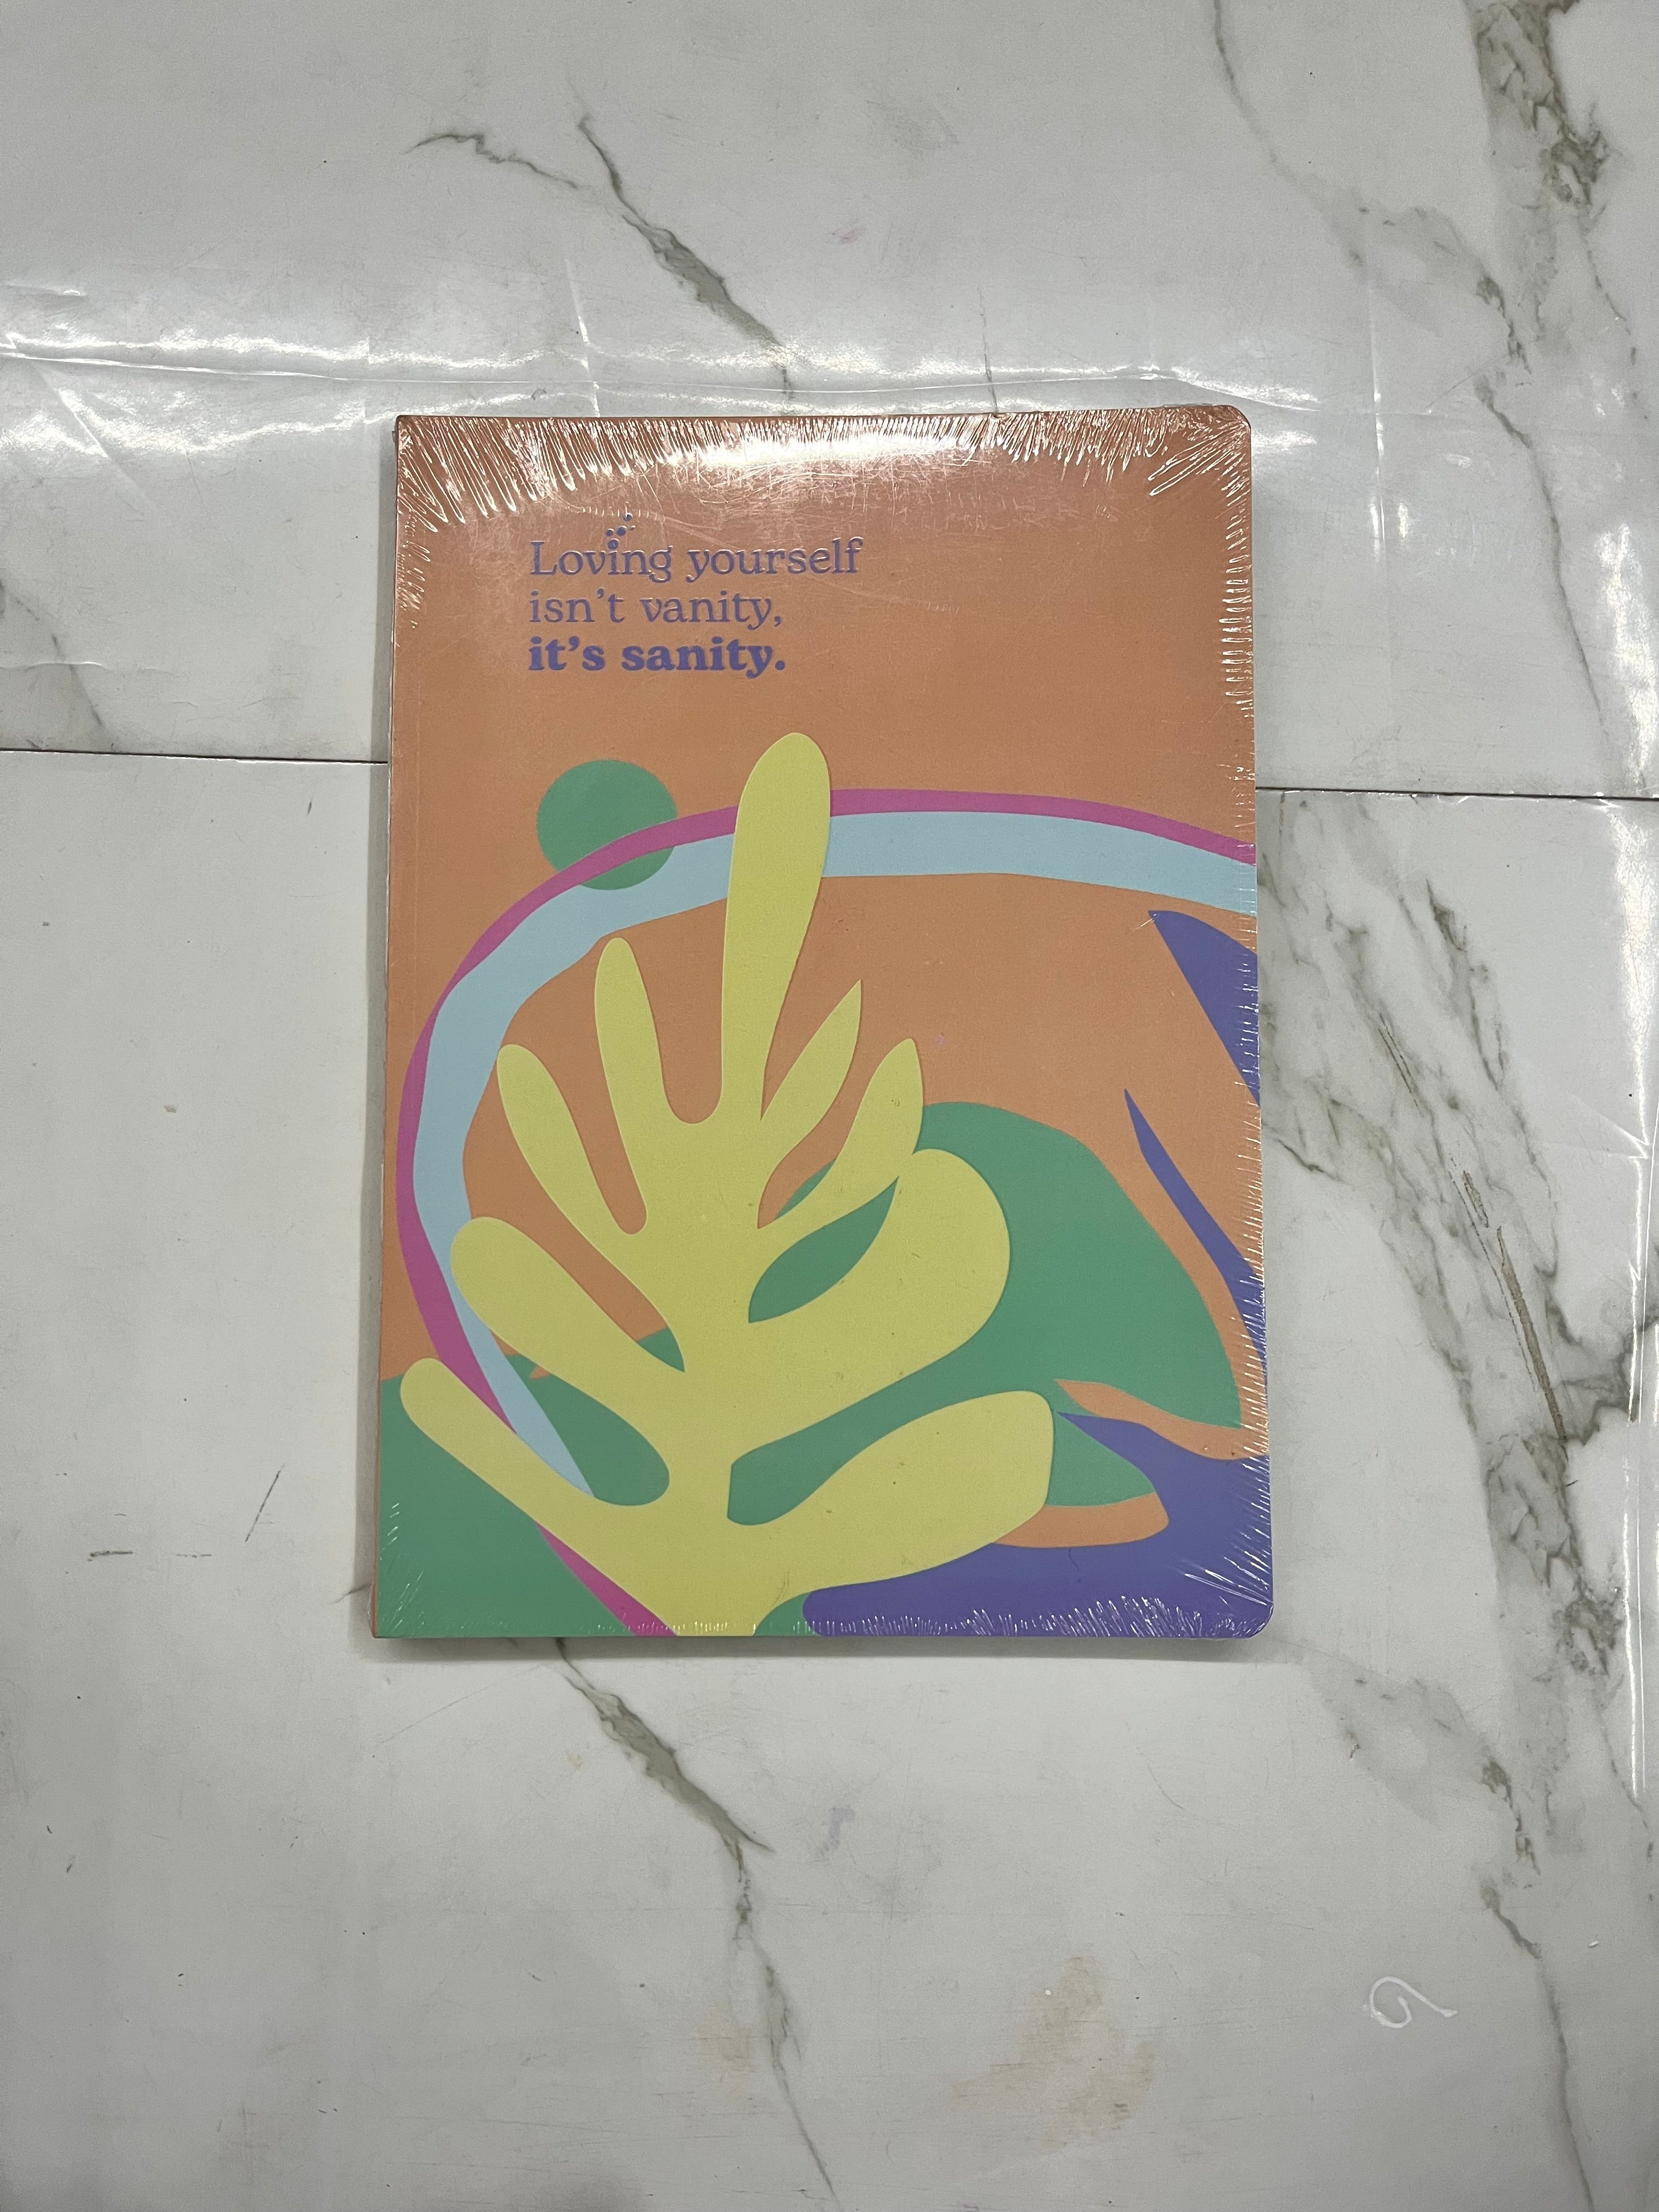 Loving yourself
isn't vanity,
it's sanity.